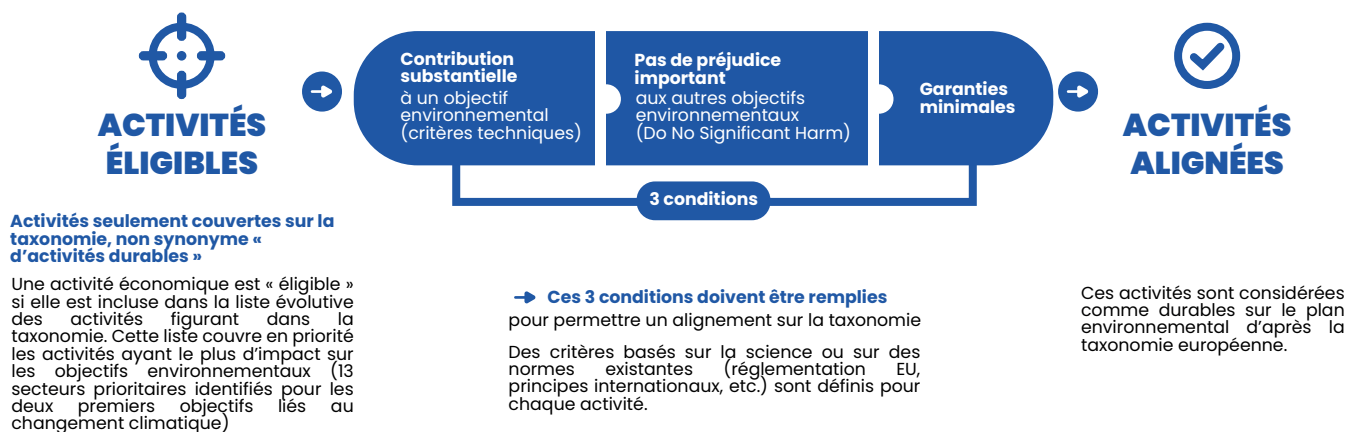 ACTIVITÉS
ÉLIGIBLES
Activités seulement couvertes sur la
taxonomie, non synonyme «
d’activités durables »
Une activité économique est « éligible »
si elle est incluse dans la liste évolutive
des activités figurant dans la
taxonomie. Cette liste couvre en priorité
les activités ayant le plus d’impact sur
les objectifs environnementaux (13
secteurs prioritaires identifiés pour les
deux premiers objectifs liés au
changement climatique)
Contribution
substantielle
à un objectif
environnemental
(critères techniques)
Pas de préjudice
important
aux autres objectifs
environnementaux
(Do No Significant Harm)
Garanties
minimales
3 conditions
Ces 3 conditions doivent être remplies
pour permettre un alignement sur la taxonomie
Des critères basés sur la science ou sur des
normes existantes (réglementation EU,
principes internationaux, etc.) sont définis pour
chaque activité.
ACTIVITÉS
ALIGNÉES
Ces activités sont considérées
comme durables sur le plan
environnemental d’après la
taxonomie européenne.